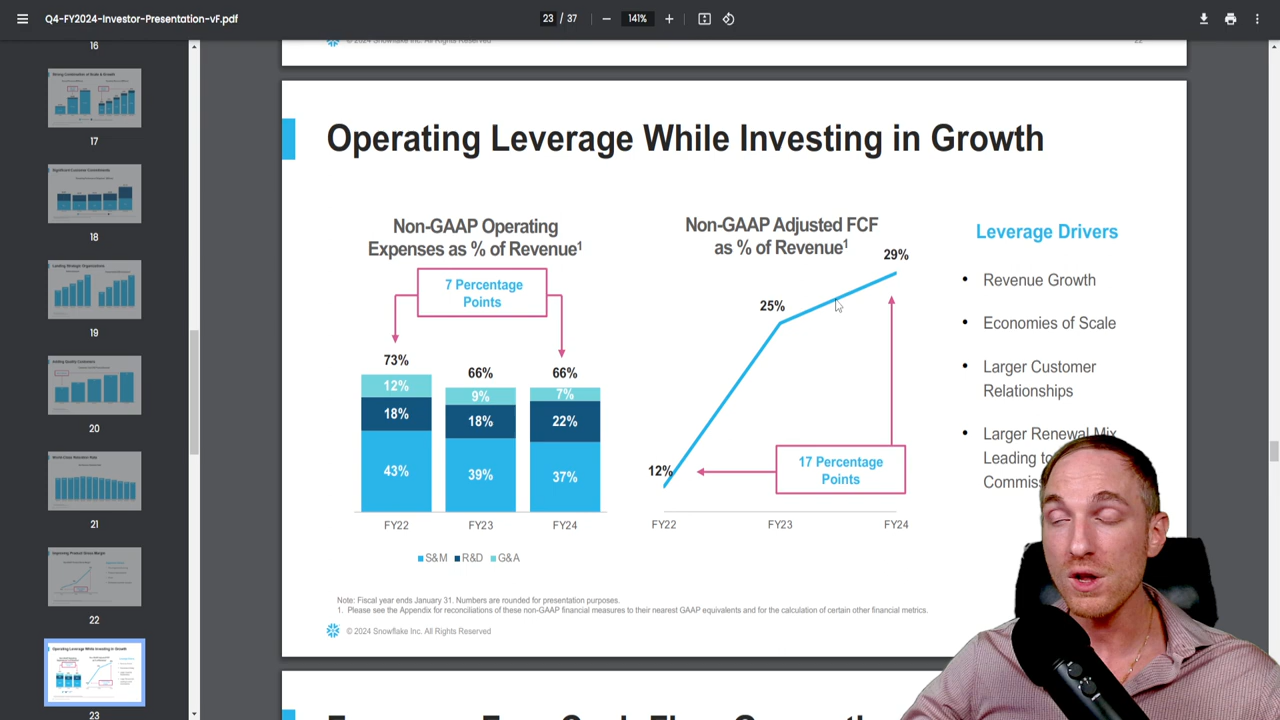 Q4-FY2024-Investor-Presentation-vF.pdf
23 / 37
141%
16
17
18
19
20
21
22
23
© 2024 Snowflake Inc. All Rights Reserved
22
Operating Leverage While Investing in Growth
Non-GAAP Operating
Expenses as % of Revenue¹
7 Percentage
Points
73%
66%
66%
12%
9%
7%
18%
18%
22%
43%
39%
37%
FY22
FY23
FY24
S&M R&D G&A
Non-GAAP Adjusted FCF
as % of Revenue¹
29%
25%
12%
17 Percentage
Points
FY22
FY23
FY24
Leverage Drivers
• Revenue Growth
• Economies of Scale
• Larger Customer
Relationships
• Larger Renewal Mix
Leading to
Note: Fiscal year ends January 31. Numbers are rounded for presentation purposes.
1. Please see the Appendix for reconciliations of these non-GAAP financial measures to their nearest GAAP equivalents and for the calculation of certain other financial metrics.
© 2024 Snowflake Inc. All Rights Reserved